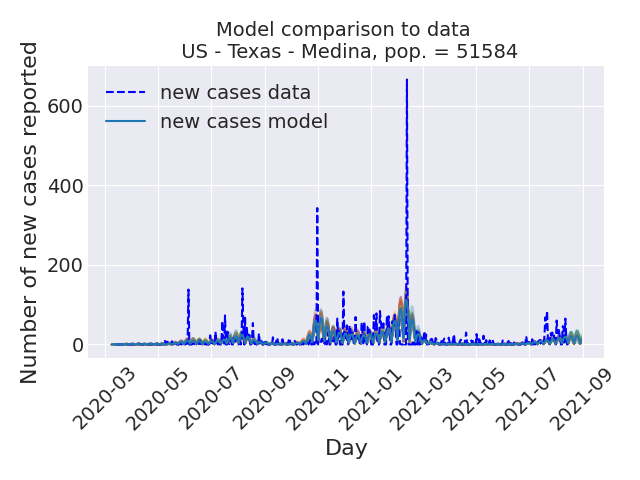 Model comparison to data
US - Texas - Medina, pop. = 51584
Number of new cases reported
600
400
200
0
new cases data
new cases model
2020-03
2020-05
2020-07
2020-09
2020-11
2021-01
2021-03
2021-05
2021-07
2021-09
Day